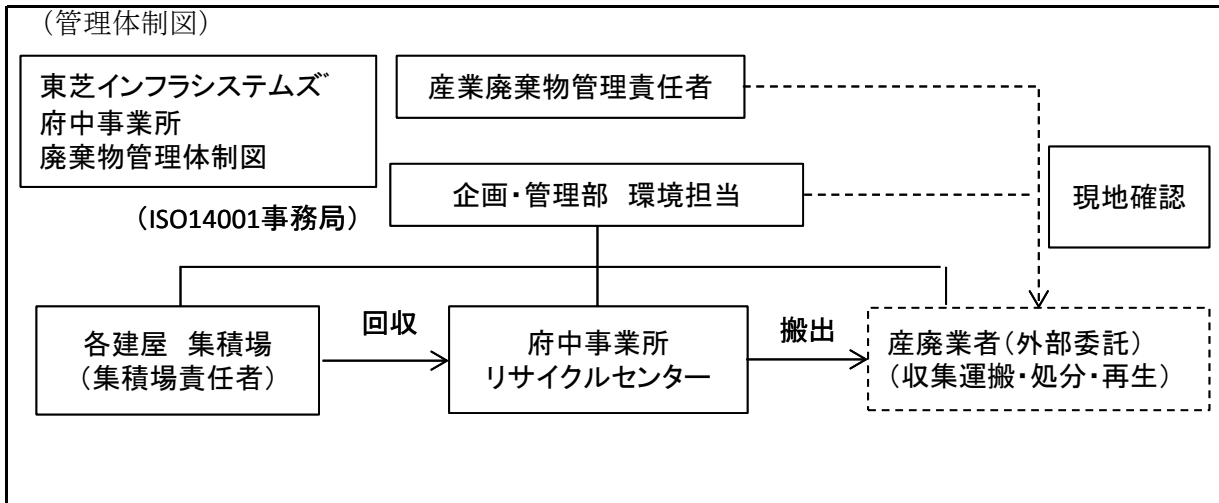 （管理体制図）
東芝インフラシステムズ
府中事業所
廃棄物管理体制図
産業廃棄物管理責任者
企画・管理部　環境担当
（ISO14001事務局）
現地確認
各建屋　集積場
（集積場責任者）
回収
府中事業所
リサイクルセンター
搬出
産廃業者（外部委託）
（収集運搬・処分・再生）